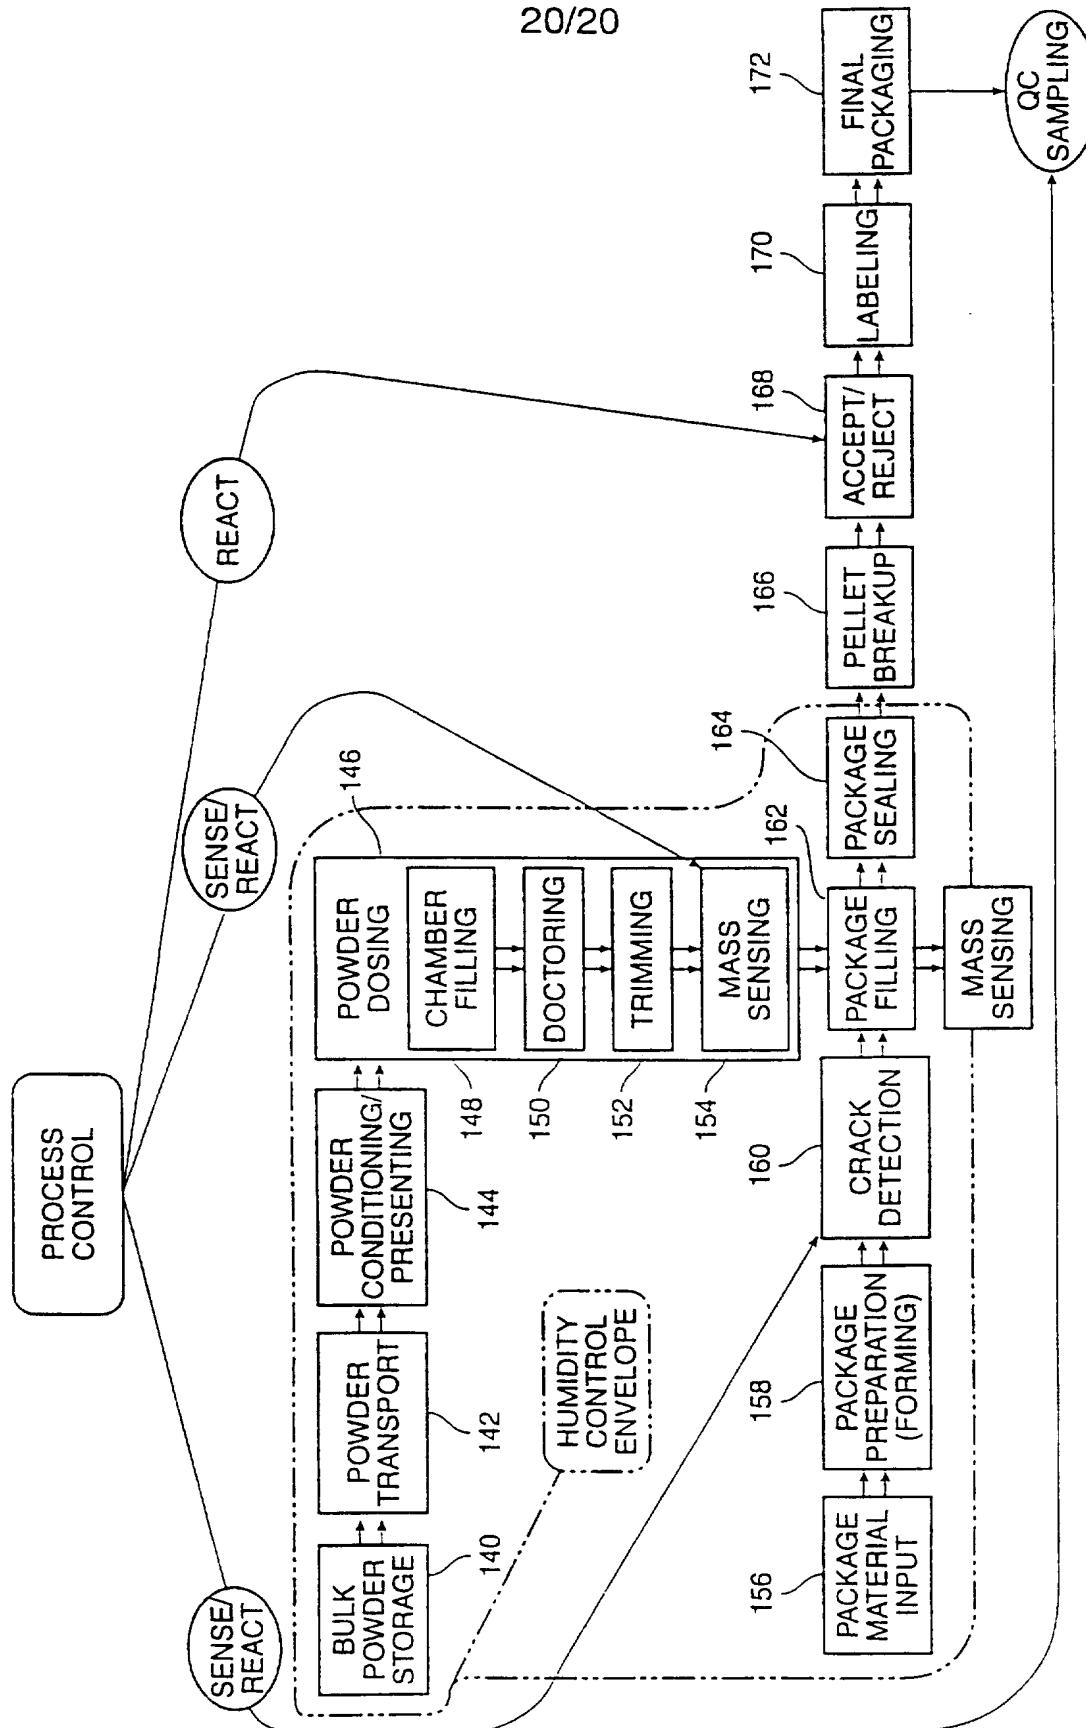 20/20
PROCESS
CONTROL
SENSE/
REACT
SENSE/
REACT
REACT
BULK
POWDER
STORAGE
140
POWDER
TRANSPORT
142
POWDER
CONDITIONING/
PRESENTING
144
POWDER
DOSING
146
CHAMBER
FILLING
148
DOCTORING
150
TRIMMING
152
MASS
SENSING
154
HUMIDITY
CONTROL
ENVELOPE
PACKAGE
MATERIAL
INPUT
156
PACKAGE
PREPARATION
(FORMING)
158
CRACK
DETECTION
160
PACKAGE
FILLING
162
MASS
SENSING
PACKAGE
SEALING
164
PELLET
BREAKUP
166
ACCEPT/
REJECT
168
LABELING
170
FINAL
PACKAGING
172
QC
SAMPLING